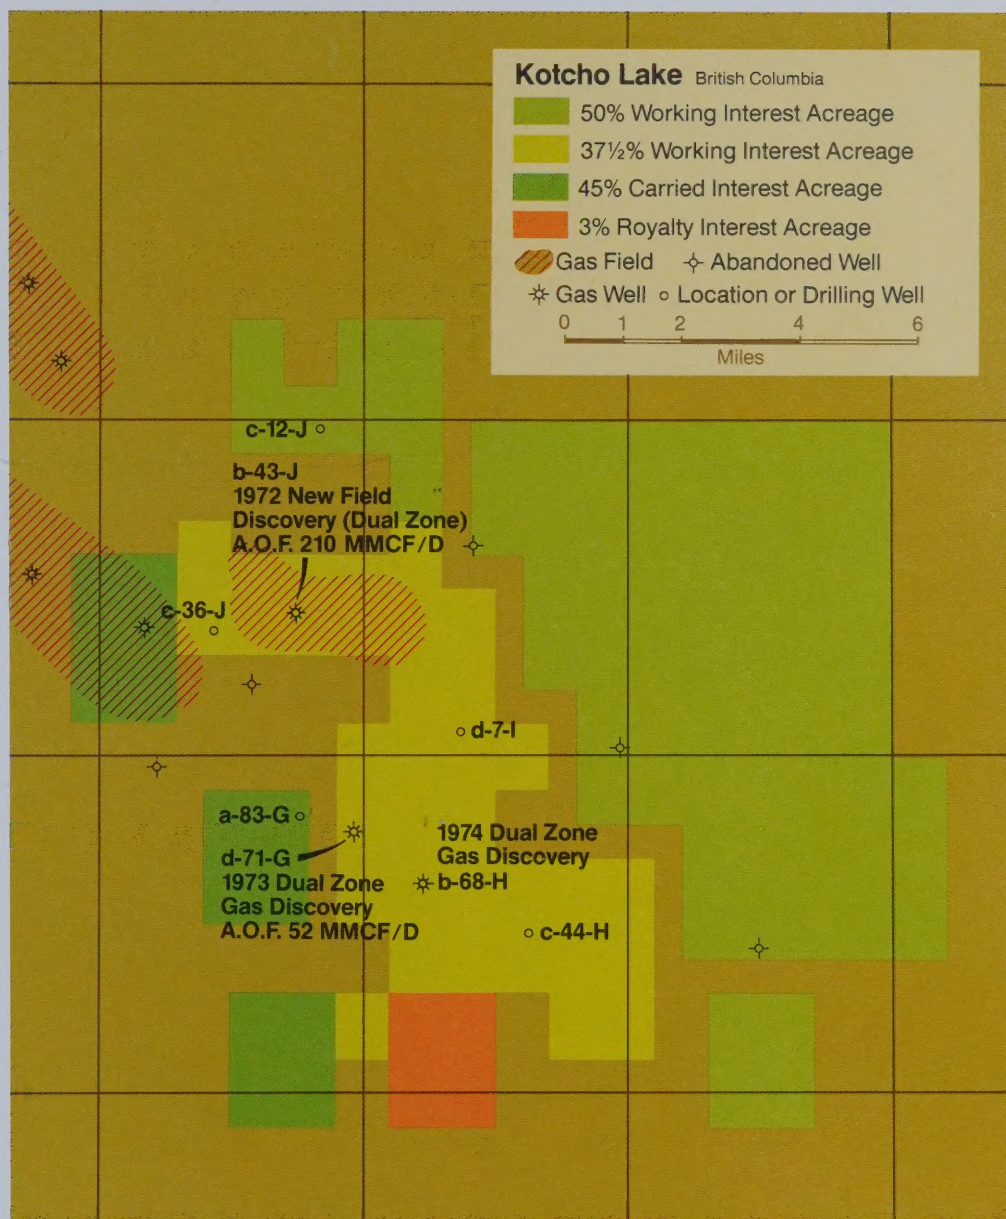 Kotcho Lake British Columbia
50% Working Interest Acreage
37½% Working Interest Acreage
45% Carried Interest Acreage
3% Royalty Interest Acreage
Gas Field Abandoned Well
Gas Well Location or Drilling Well
0 1 2 4 6
Miles
c-12-J
b-43-J
1972 New Field
Discovery (Dual Zone)
A.O.F. 210 MMCF/D
c-36-J
d-7-I
a-83-G
d-71-G
1973 Dual Zone
Gas Discovery
A.O.F. 52 MMCF/D
1974 Dual Zone
Gas Discovery
b-68-H
c-44-H